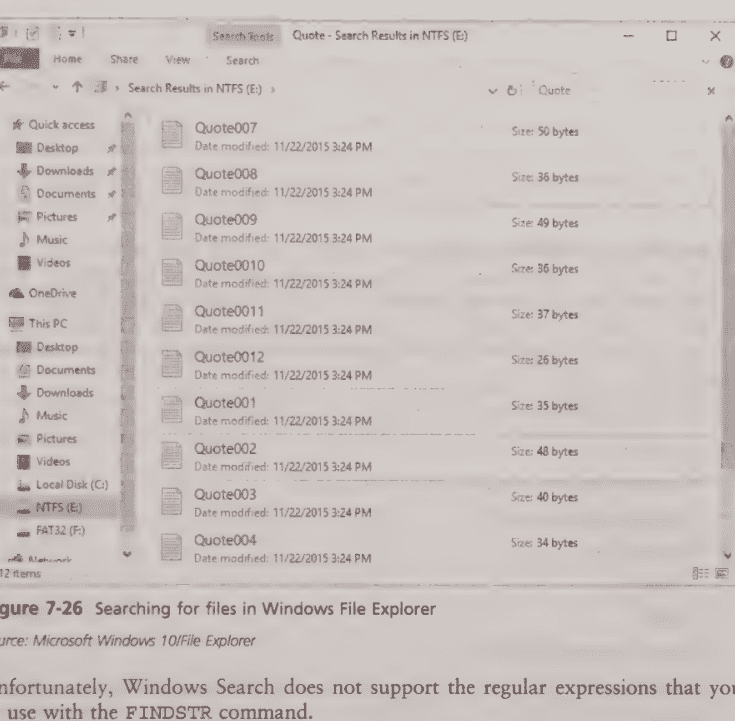 Search Tools Quote - Search Results in NTFS (E:)
Home Share View Search
Search Results in NTFS (E:) Quote
Quick access
Desktop
Downloads
Documents
Pictures
Music
Videos
OneDrive
This PC
Desktop
Documents
Downloads
Music
Pictures
Videos
Local Disk (C:)
NTFS (E:)
FAT32 (F:)
Network
12 items
Quote007
Date modified: 11/22/2015 3:24 PM
Size: 50 bytes
Quote008
Date modified: 11/22/2015 3:24 PM
Size: 36 bytes
Quote009
Date modified: 11/22/2015 3:24 PM
Size: 49 bytes
Quote0010
Date modified: 11/22/2015 3:24 PM
Size: 36 bytes
Quote0011
Date modified: 11/22/2015 3:24 PM
Size: 37 bytes
Quote0012
Date modified: 11/22/2015 3:24 PM
Size: 26 bytes
Quote001
Date modified: 11/22/2015 3:24 PM
Size: 35 bytes
Quote002
Date modified: 11/22/2015 3:24 PM
Size: 48 bytes
Quote003
Date modified: 11/22/2015 3:24 PM
Size: 40 bytes
Quote004
Date modified: 11/22/2015 3:24 PM
Size: 34 bytes
gure 7-26 Searching for files in Windows File Explorer
urce: Microsoft Windows 10/File Explorer
nfortunately, Windows Search does not support the regular expressions that you
use with the FINDSTR command.